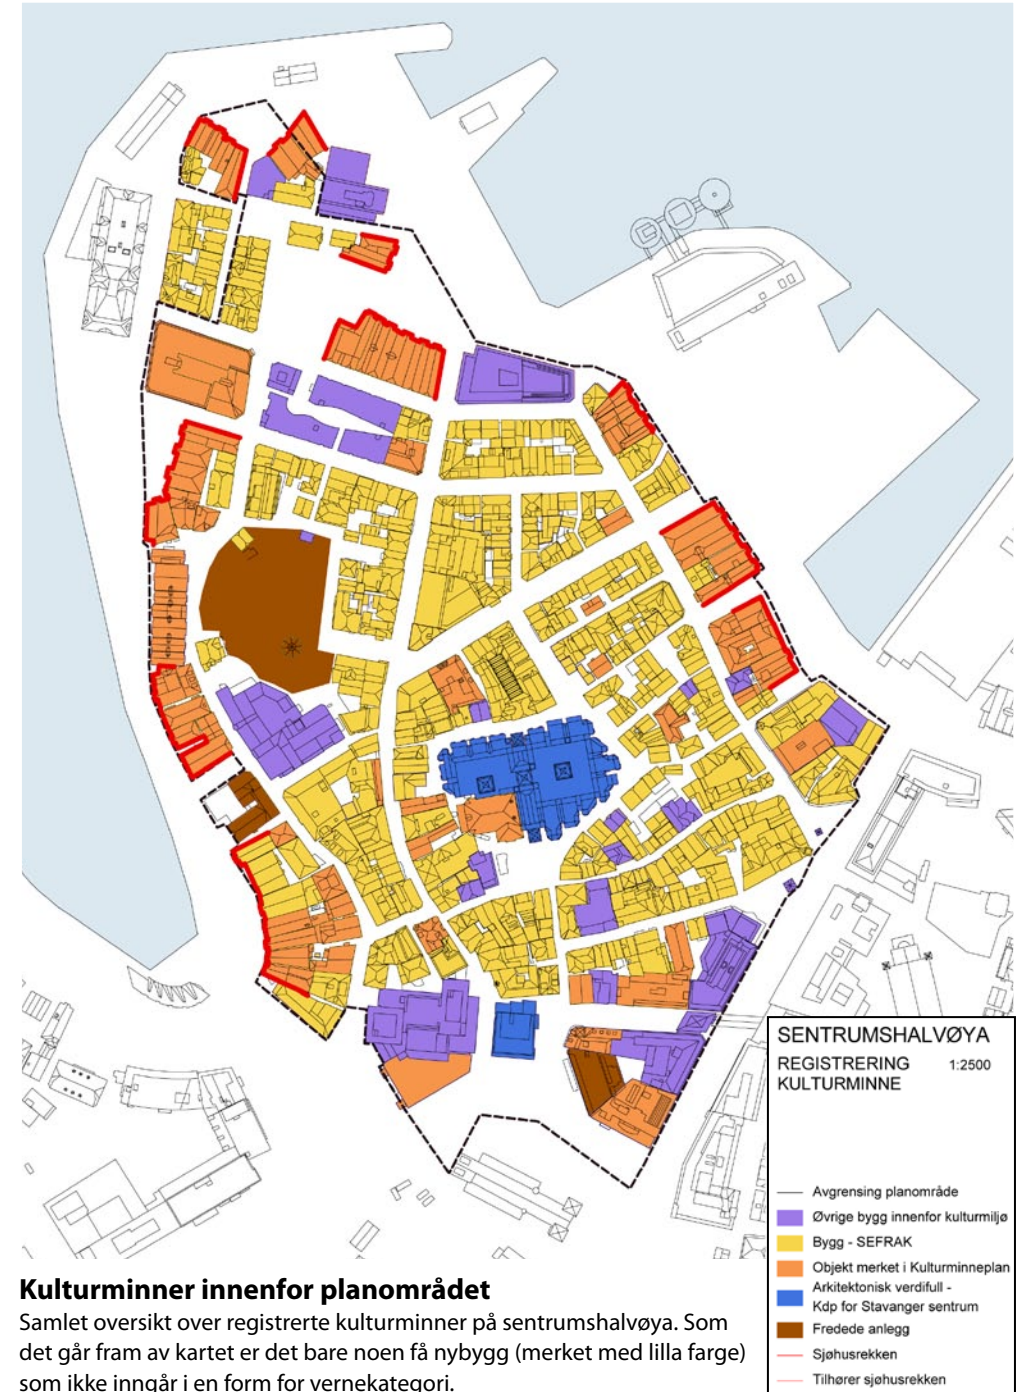 SENTRUMSHALVØYA
REGISTRERING 1:2500
KULTURMINNE
Avgrensing planområde
Øvrige bygg innenfor kulturmiljø
Bygg - SEFRAK
Objekt merket i Kulturminneplan
Arkitektonisk verdifull -
Kdp for Stavanger sentrum
Fredede anlegg
Sjøhusrekken
Tilhører sjøhusrekken
Kulturminner innenfor planområdet
Samlet oversikt over registrerte kulturminner på sentrumshalvøya. Som
det går fram av kartet er det bare noen få nybygg (merket med lilla farge)
som ikke inngår i en form for vernekategori.